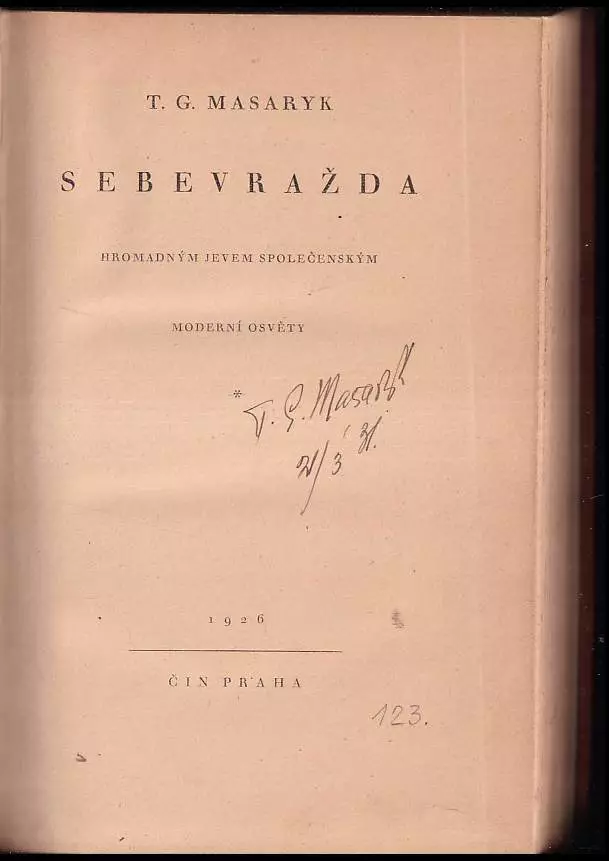 T. G. MASARYK
SEBEVRAŽDA
HROMADNÝM JEVEM SPOLEČENSKÝM
MODERNÍ OSVĚTY
*
T. G. Masaryk
21/3 31.
1926
ČIN PRAHA
123.